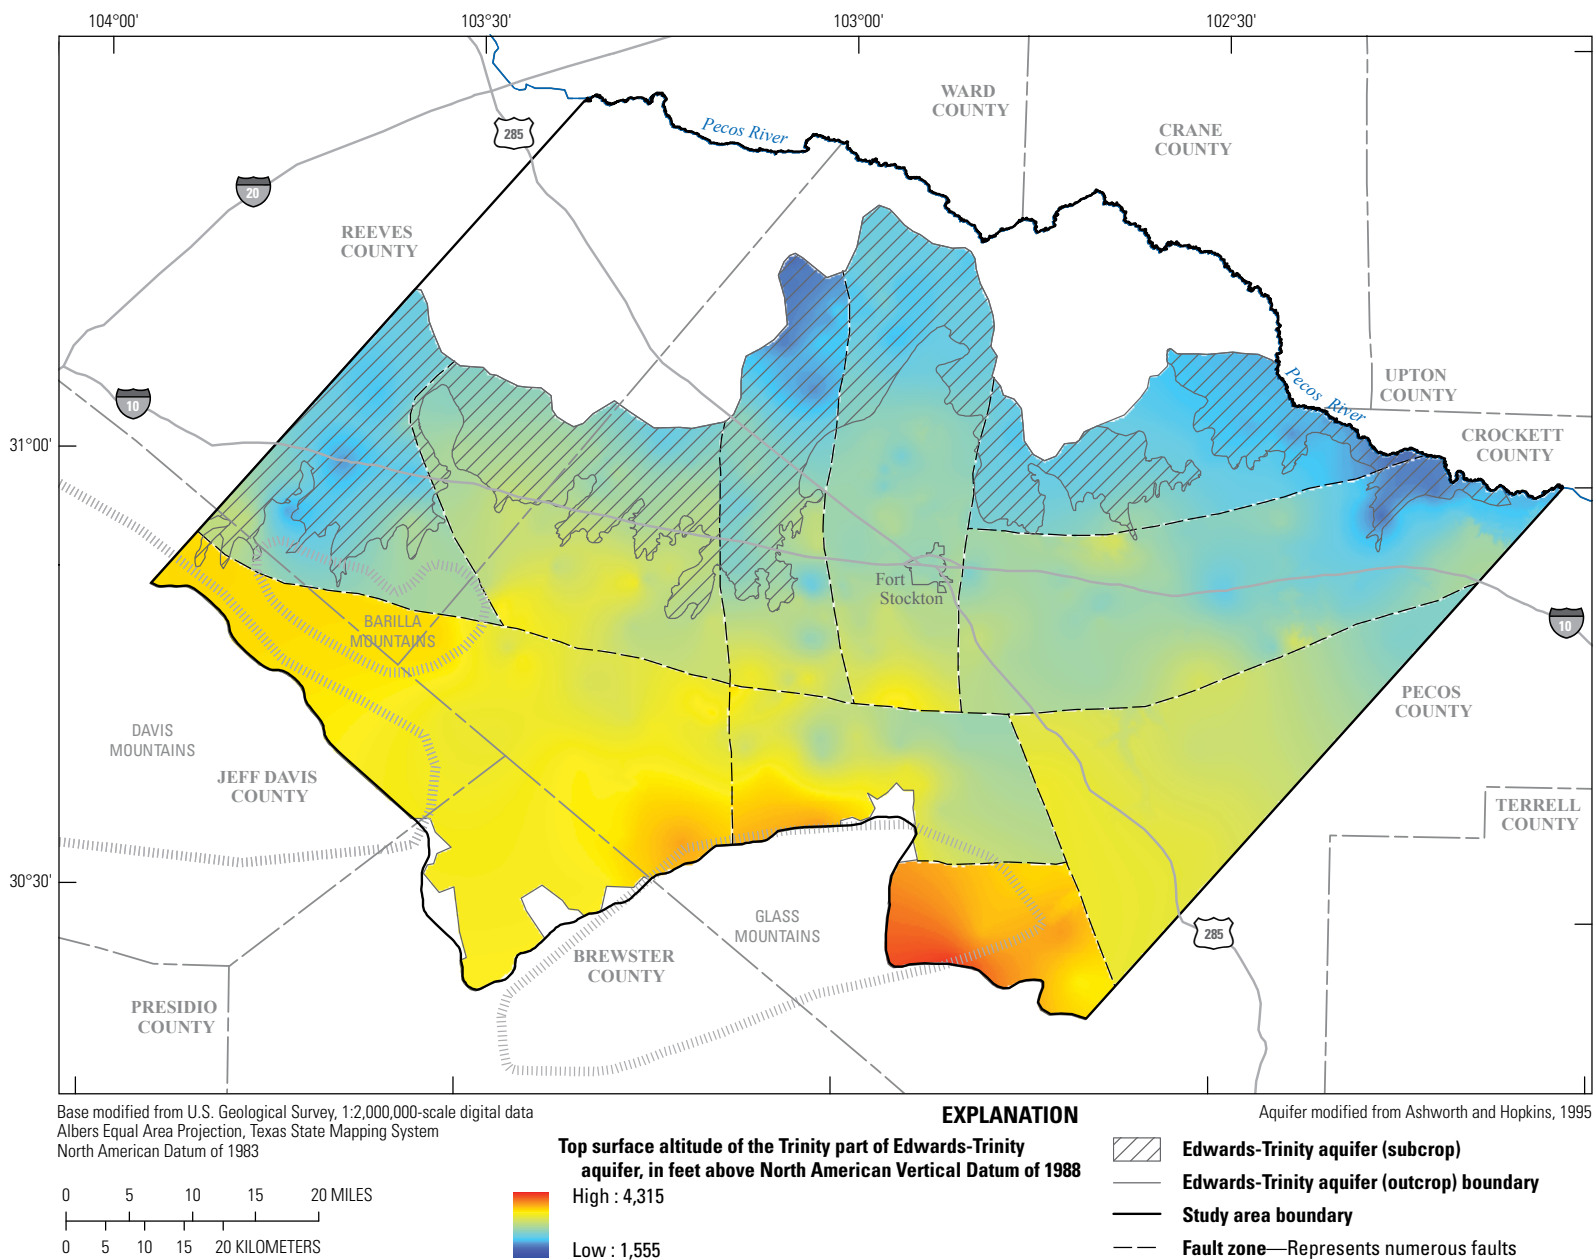 104°00'
103°30'
103°00'
102°30'
WARD
COUNTY
CRANE
COUNTY
Pecos River
285
20
REEVES
COUNTY
Pecos River
UPTON
COUNTY
10
31°00'
CROCKETT
COUNTY
Fort
Stockton
10
BARILLA
MOUNTAINS
PECOS
COUNTY
DAVIS
MOUNTAINS
JEFF DAVIS
COUNTY
TERRELL
COUNTY
30°30'
GLASS
MOUNTAINS
285
BREWSTER
COUNTY
PRESIDIO
COUNTY
Base modified from U.S. Geological Survey, 1:2,000,000-scale digital data
Albers Equal Area Projection, Texas State Mapping System
North American Datum of 1983
0 5 10 15 20 MILES
0 5 10 15 20 KILOMETERS
EXPLANATION
Aquifer modified from Ashworth and Hopkins, 1995
Top surface altitude of the Trinity part of Edwards-Trinity
aquifer, in feet above North American Vertical Datum of 1988
High : 4,315
Low : 1,555
Edwards-Trinity aquifer (subcrop)
Edwards-Trinity aquifer (outcrop) boundary
Study area boundary
Fault zone—Represents numerous faults